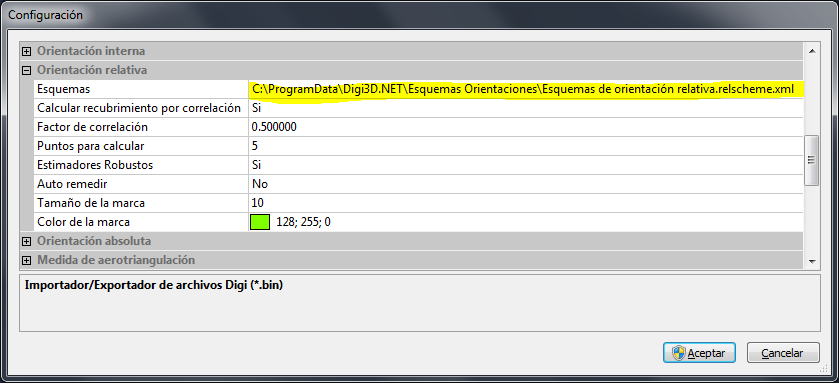 Configuración
Orientación interna
Orientación relativa
Esquemas C:\ProgramData\Digi3D.NET\Esquemas Orientaciones\Esquemas de orientación relativa.relscheme.xml
Calcular recubrimiento por correlación Si
Factor de correlación 0.500000
Puntos para calcular 5
Estimadores Robustos Si
Auto remedir No
Tamaño de la marca 10
Color de la marca 128; 255; 0
Orientación absoluta
Medida de aerotriangulación
Importador/Exportador de archivos Digi (*.bin)
Aceptar Cancelar